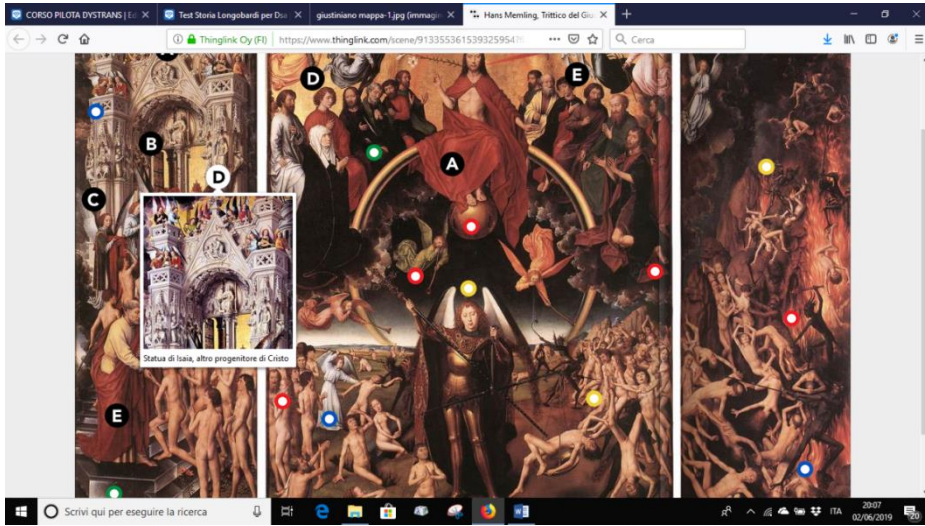 CORSO PILOTA DYSTRANS | Ed
Test Storia Longobardi per Dsa
giustiniano mappa-1.jpg (immagin
Hans Memling, Trittico del Giu
Thinglink Oy (FI)
https://www.thinglink.com/scene/9133553615393259547
Cerca
D
E
B
A
D
C
Statua di Isaia, altro progenitore di Cristo
E
Scrivi qui per eseguire la ricerca
ITA
20:07
02/06/2019
20